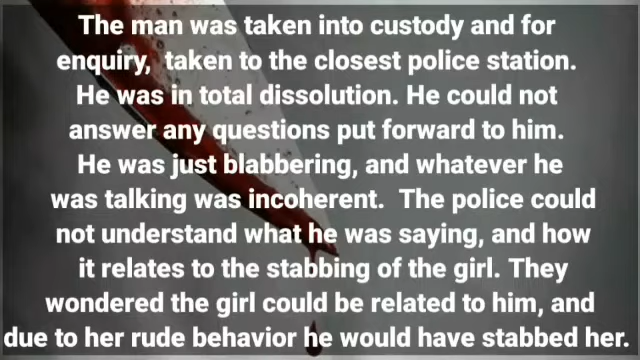 The man was taken into custody and for
enquiry, taken to the closest police station.
He was in total dissolution. He could not
answer any questions put forward to him.
He was just blabbering, and whatever he
was talking was incoherent. The police could
not understand what he was saying, and how
it relates to the stabbing of the girl. They
wondered the girl could be related to him, and
due to her rude behavior he would have stabbed her.